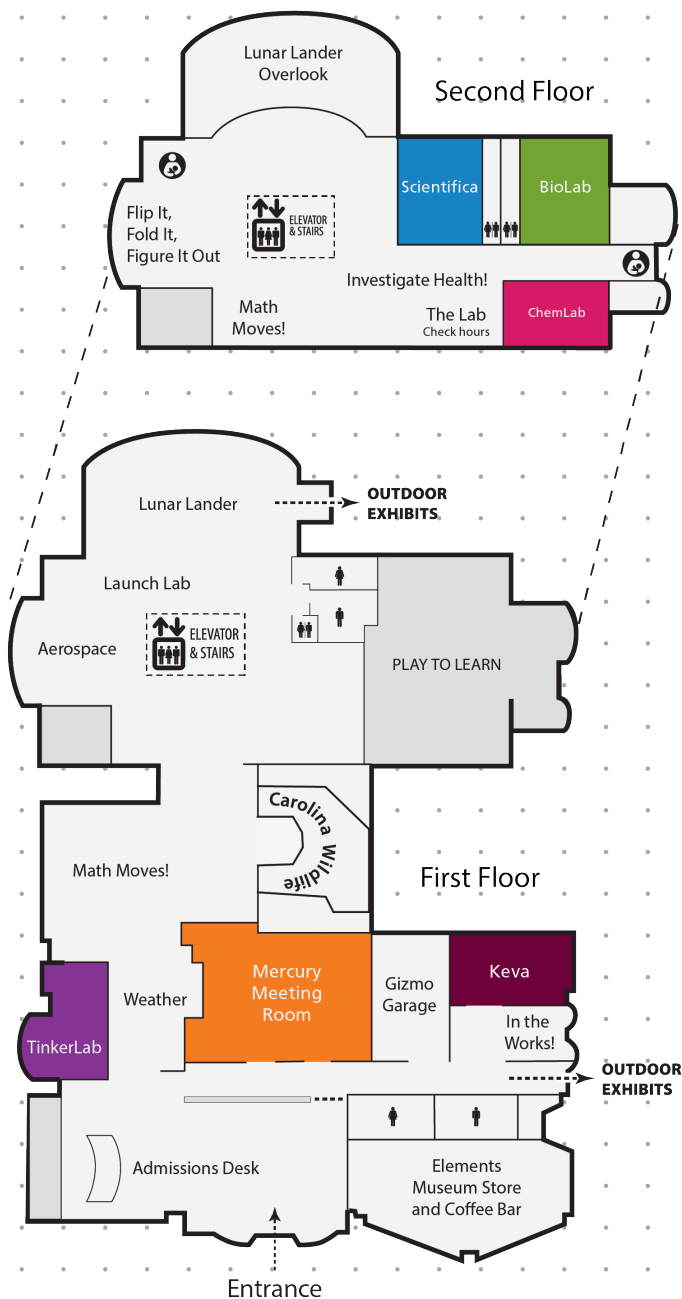 Lunar Lander
Overlook
Second Floor
Scientifica
BioLab
Flip It,
Fold It,
Figure It Out
ELEVATOR
& STAIRS
Investigate Health!
Math
Moves!
The Lab
Check hours
ChemLab
Lunar Lander
OUTDOOR
EXHIBITS
Launch Lab
Aerospace
ELEVATOR
& STAIRS
PLAY TO LEARN
Carolina Wildlife
Math Moves!
First Floor
Mercury
Meeting
Room
Gizmo
Garage
Keva
Weather
In the
Works!
TinkerLab
OUTDOOR
EXHIBITS
Admissions Desk
Elements
Museum Store
and Coffee Bar
Entrance